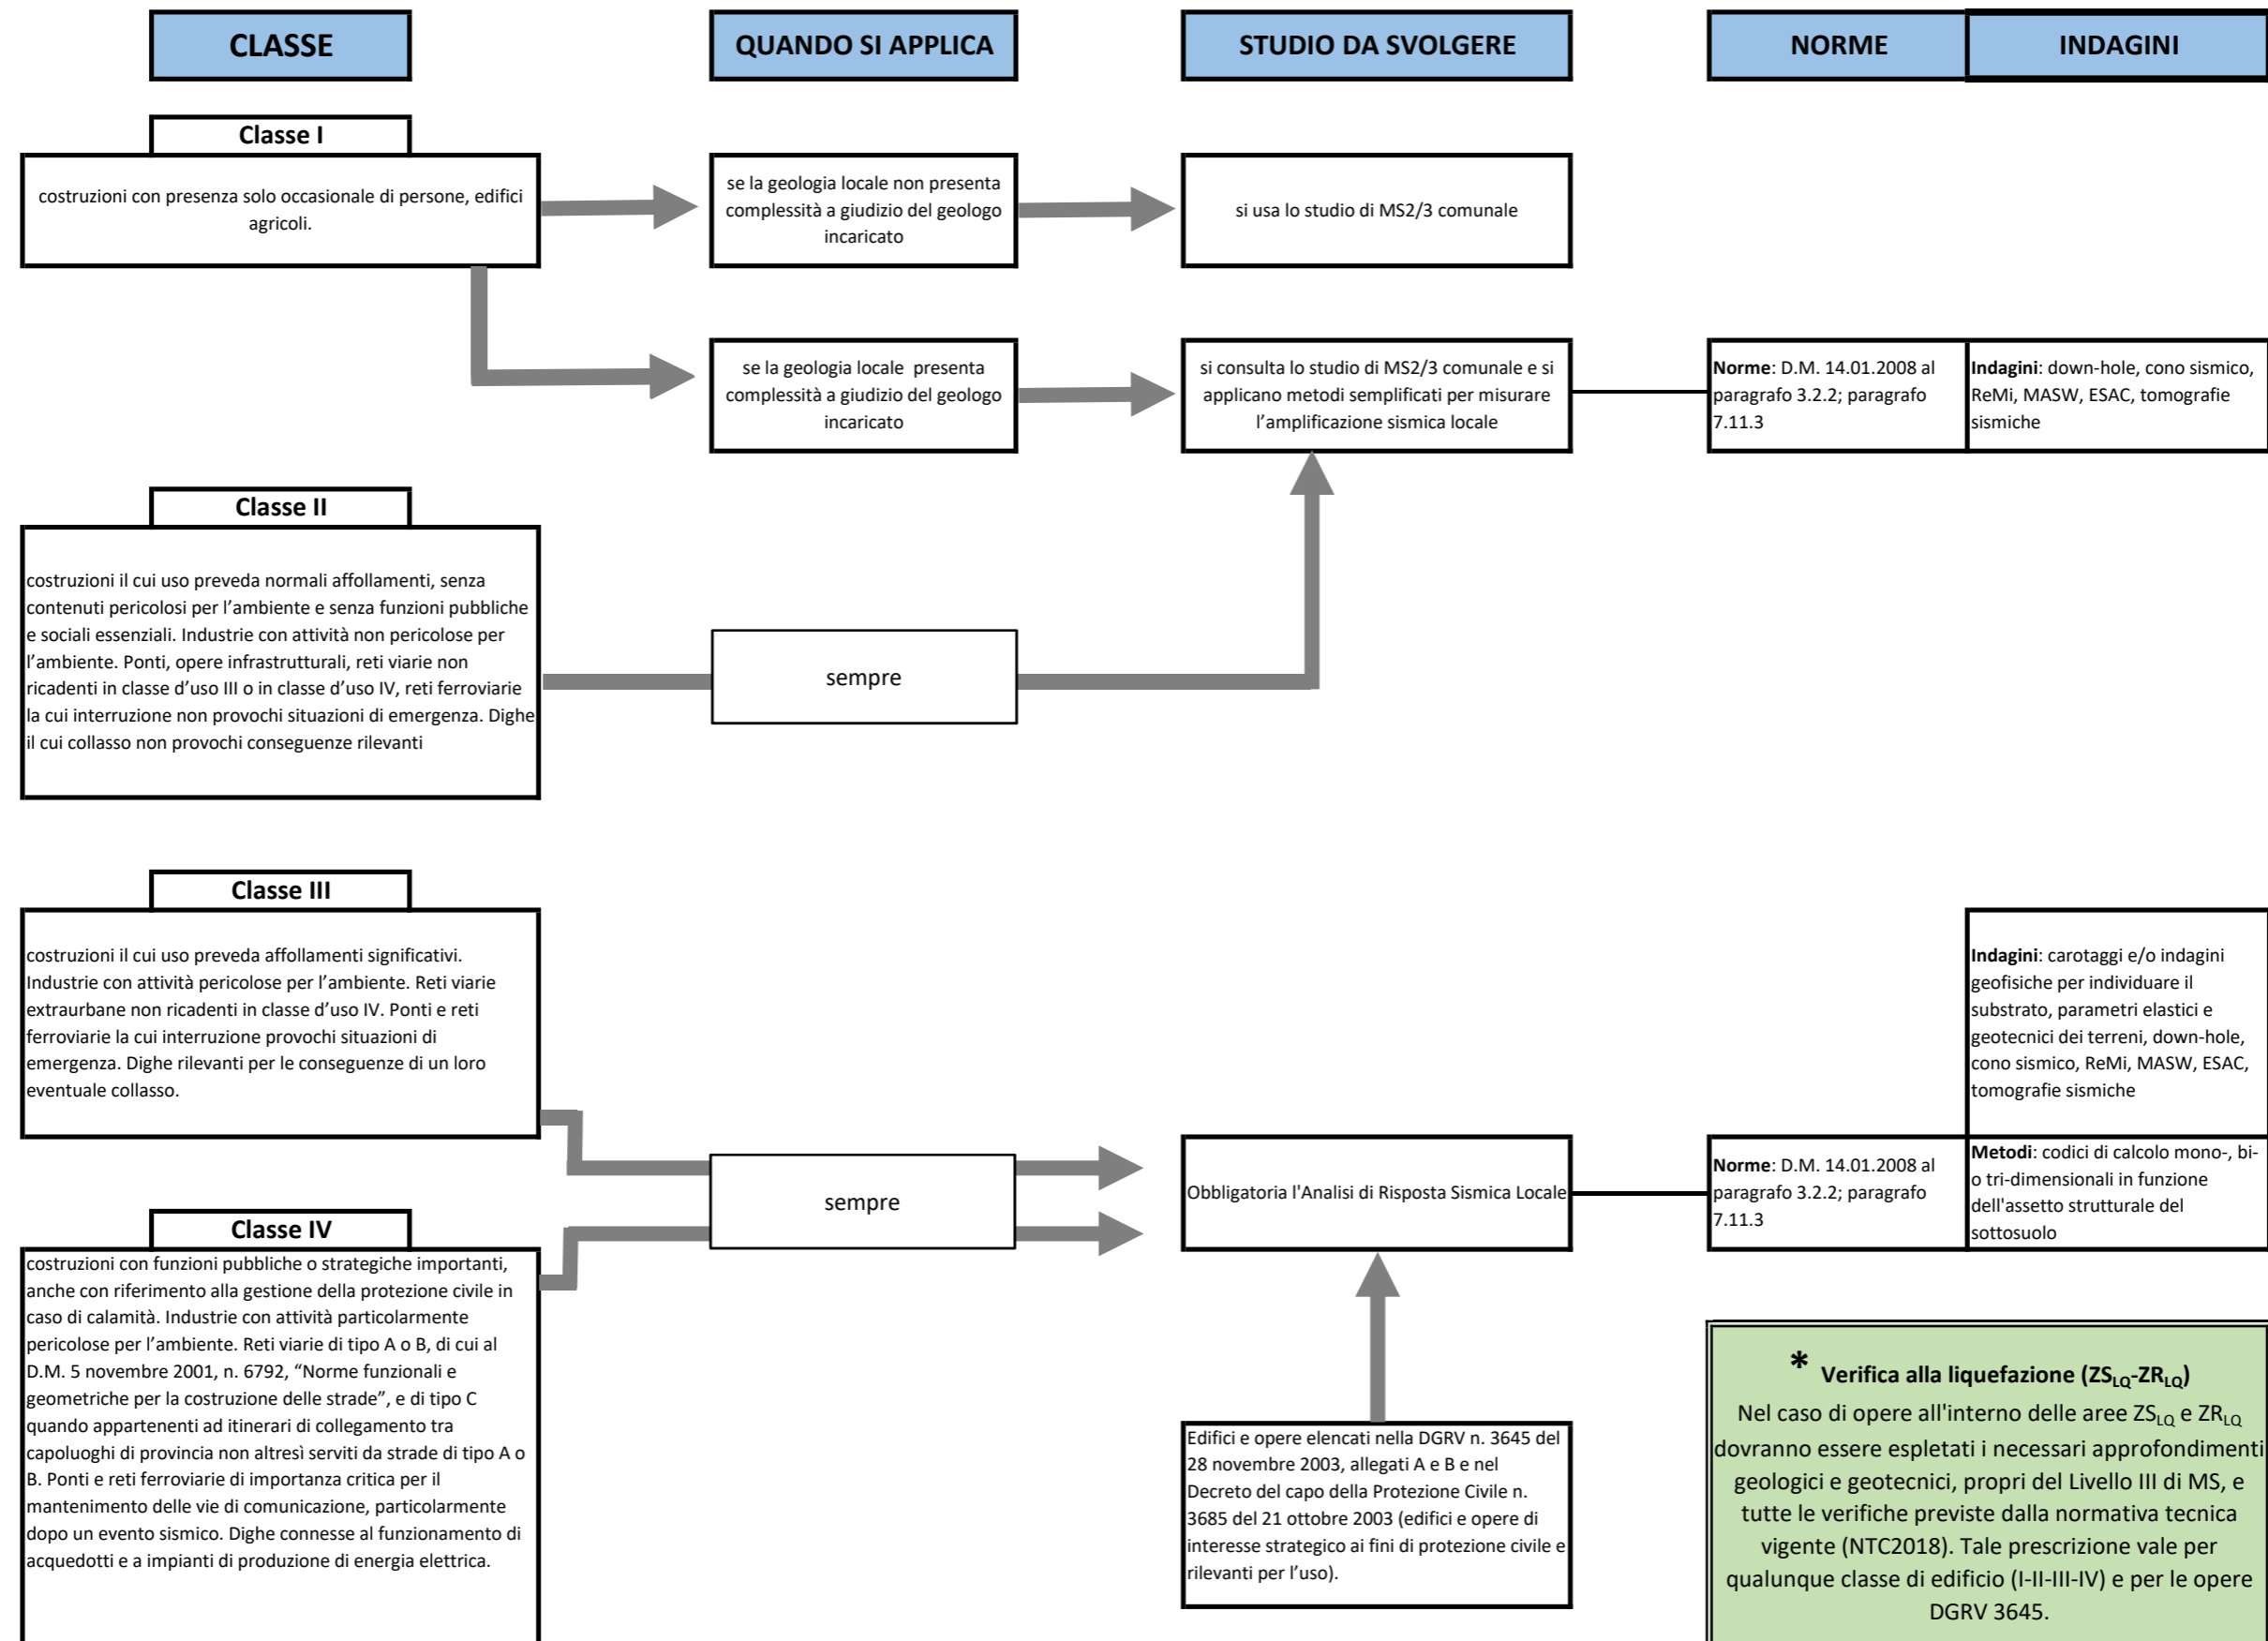 CLASSE
QUANDO SI APPLICA
STUDIO DA SVOLGERE
NORME
INDAGINI
Classe I
costruzioni con presenza solo occasionale di persone, edifici
agricoli.
se la geologia locale non presenta
complessità a giudizio del geologo
incaricato
si usa lo studio di MS2/3 comunale
se la geologia locale  presenta
complessità a giudizio del geologo
incaricato
si consulta lo studio di MS2/3 comunale e si
applicano metodi semplificati per misurare
l’amplificazione sismica locale
Norme: D.M. 14.01.2008 al
paragrafo 3.2.2; paragrafo
7.11.3
Indagini: down-hole, cono sismico,
ReMi, MASW, ESAC, tomografie
sismiche
Classe II
costruzioni il cui uso preveda normali affollamenti, senza
contenuti pericolosi per l’ambiente e senza funzioni pubbliche
e sociali essenziali. Industrie con attività non pericolose per
l’ambiente. Ponti, opere infrastrutturali, reti viarie non
ricadenti in classe d’uso III o in classe d’uso IV, reti ferroviarie
la cui interruzione non provochi situazioni di emergenza. Dighe
il cui collasso non provochi conseguenze rilevanti
sempre
Classe III
costruzioni il cui uso preveda affollamenti significativi.
Industrie con attività pericolose per l’ambiente. Reti viarie
extraurbane non ricadenti in classe d’uso IV. Ponti e reti
ferroviarie la cui interruzione provochi situazioni di
emergenza. Dighe rilevanti per le conseguenze di un loro
eventuale collasso.
Indagini: carotaggi e/o indagini
geofisiche per individuare il
substrato, parametri elastici e
geotecnici dei terreni, down-hole,
cono sismico, ReMi, MASW, ESAC,
tomografie sismiche
sempre
Obbligatoria l'Analisi di Risposta Sismica Locale
Norme: D.M. 14.01.2008 al
paragrafo 3.2.2; paragrafo
7.11.3
Metodi: codici di calcolo mono-, bi-
o tri-dimensionali in funzione
dell'assetto strutturale del
sottosuolo
Classe IV
costruzioni con funzioni pubbliche o strategiche importanti,
anche con riferimento alla gestione della protezione civile in
caso di calamità. Industrie con attività particolarmente
pericolose per l’ambiente. Reti viarie di tipo A o B, di cui al
D.M. 5 novembre 2001, n. 6792, “Norme funzionali e
geometriche per la costruzione delle strade”, e di tipo C
quando appartenenti ad itinerari di collegamento tra
capoluoghi di provincia non altresì serviti da strade di tipo A o
B. Ponti e reti ferroviarie di importanza critica per il
mantenimento delle vie di comunicazione, particolarmente
dopo un evento sismico. Dighe connesse al funzionamento di
acquedotti e a impianti di produzione di energia elettrica.
Edifici e opere elencati nella DGRV n. 3645 del
28 novembre 2003, allegati A e B e nel
Decreto del capo della Protezione Civile n.
3685 del 21 ottobre 2003 (edifici e opere di
interesse strategico ai fini di protezione civile e
rilevanti per l’uso).
* Verifica alla liquefazione (ZSLQ-ZRLQ)
Nel caso di opere all'interno delle aree ZSLQ e ZRLQ
dovranno essere espletati i necessari approfondimenti
geologici e geotecnici, propri del Livello III di MS, e
tutte le verifiche previste dalla normativa tecnica
vigente (NTC2018). Tale prescrizione vale per
qualunque classe di edificio (I-II-III-IV) e per le opere
DGRV 3645.